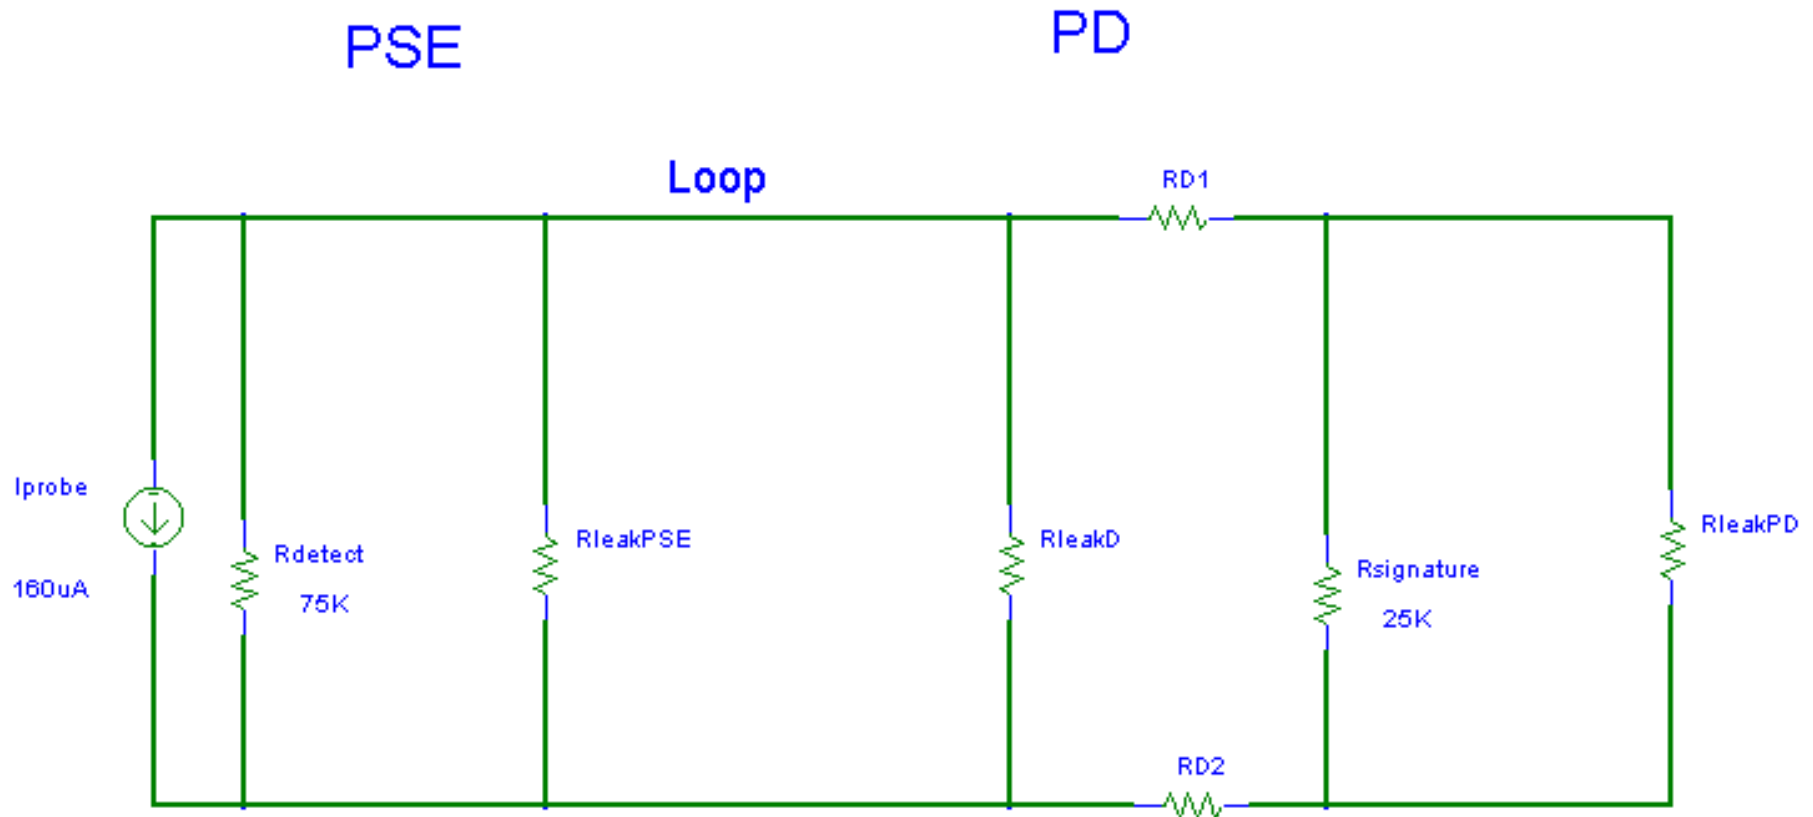 PSE
PD
Loop
RD1
Iprobe
160uA
Rdetect
75K
RleakPSE
RleakD
Rsignature
25K
RleakPD
RD2